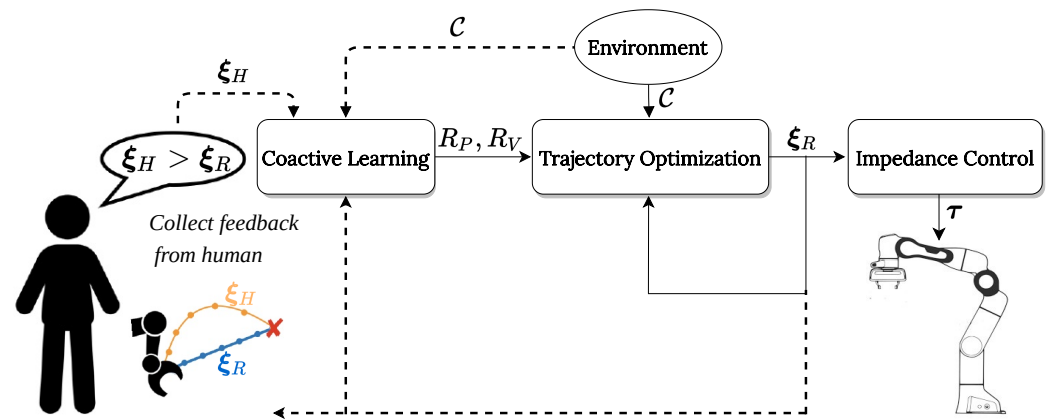 𝒞
Environment
𝝃_H
𝒞
𝝃_H > 𝝃_R
Coactive Learning
R_P, R_V
Trajectory Optimization
𝝃_R
Impedance Control
𝝉
Collect feedback
from human
𝝃_H
𝝃_R